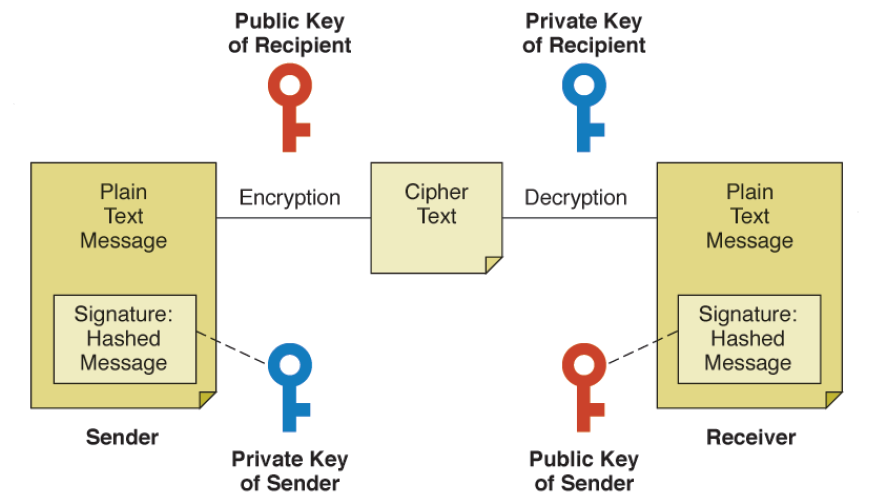 Public Key
of Recipient
Private Key
of Recipient
Plain
Text
Message
Encryption
Cipher
Text
Decryption
Plain
Text
Message
Signature:
Hashed
Message
Signature:
Hashed
Message
Sender
Private Key
of Sender
Public Key
of Sender
Receiver